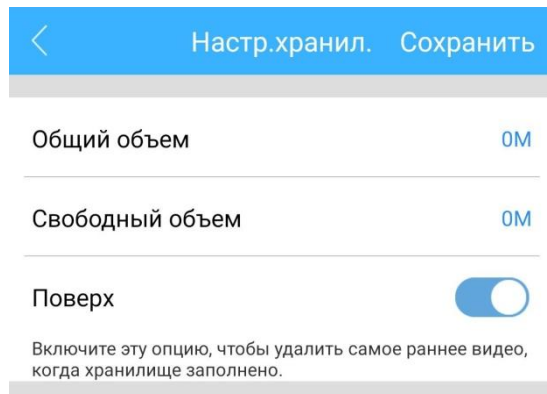 Настр.хранил. Сохранить
Общий объем 0M
Свободный объем 0M
Поверх
Включите эту опцию, чтобы удалить самое раннее видео,
когда хранилище заполнено.